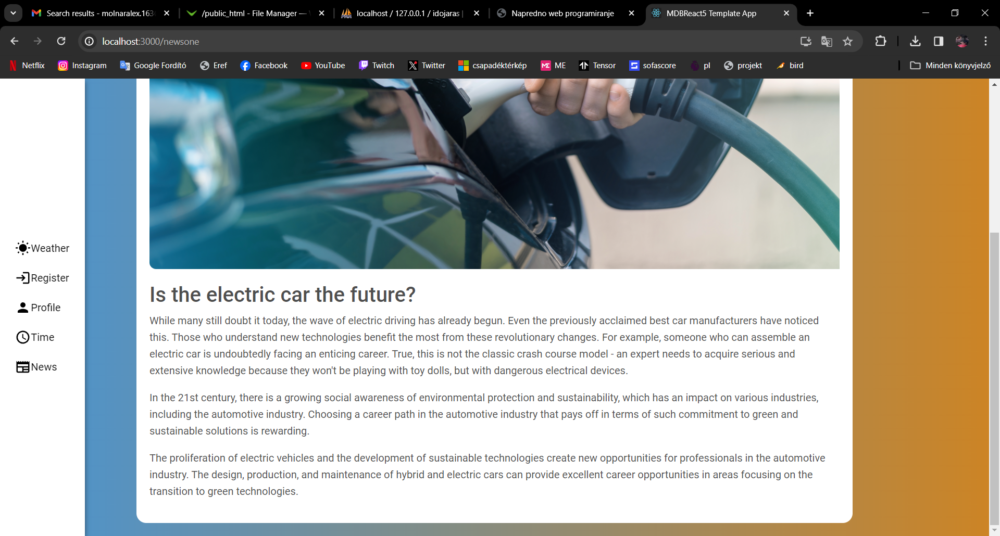 Search results - molnaralex.163
/public_html - File Manager —
localhost / 127.0.0.1 / idojaras |
Napredno web programiranje
MDBReact5 Template App
localhost:3000/newsone
Netflix
Instagram
Google Fordító
Eref
Facebook
YouTube
Twitch
Twitter
csapadéktérkép
ME
Tensor
sofascore
pl
projekt
bird
Minden könyvjelző
Weather
Register
Profile
Time
News
Is the electric car the future?
While many still doubt it today, the wave of electric driving has already begun. Even the previously acclaimed best car manufacturers have noticed
this. Those who understand new technologies benefit the most from these revolutionary changes. For example, someone who can assemble an
electric car is undoubtedly facing an enticing career. True, this is not the classic crash course model - an expert needs to acquire serious and
extensive knowledge because they won't be playing with toy dolls, but with dangerous electrical devices.
In the 21st century, there is a growing social awareness of environmental protection and sustainability, which has an impact on various industries,
including the automotive industry. Choosing a career path in the automotive industry that pays off in terms of such commitment to green and
sustainable solutions is rewarding.
The proliferation of electric vehicles and the development of sustainable technologies create new opportunities for professionals in the automotive
industry. The design, production, and maintenance of hybrid and electric cars can provide excellent career opportunities in areas focusing on the
transition to green technologies.